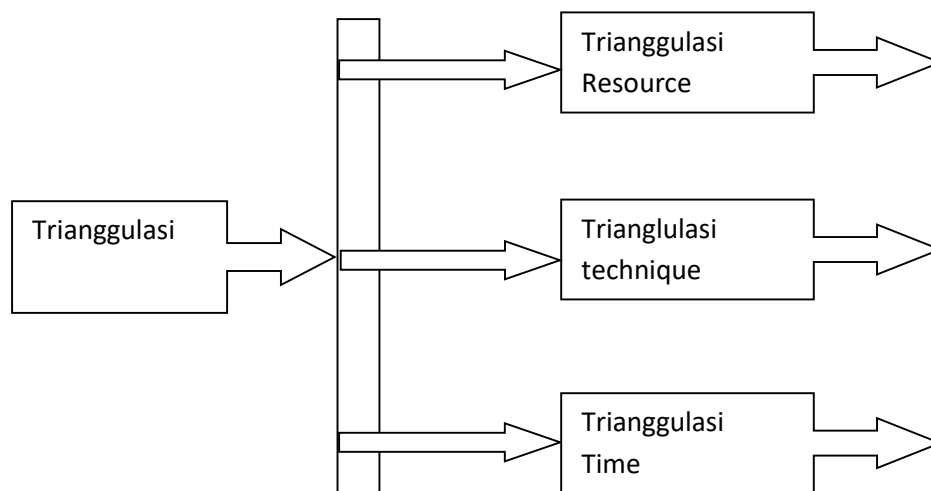 Trianggulasi
Resource
Trianggulasi
Trianglulasi
technique
Trianggulasi
Time